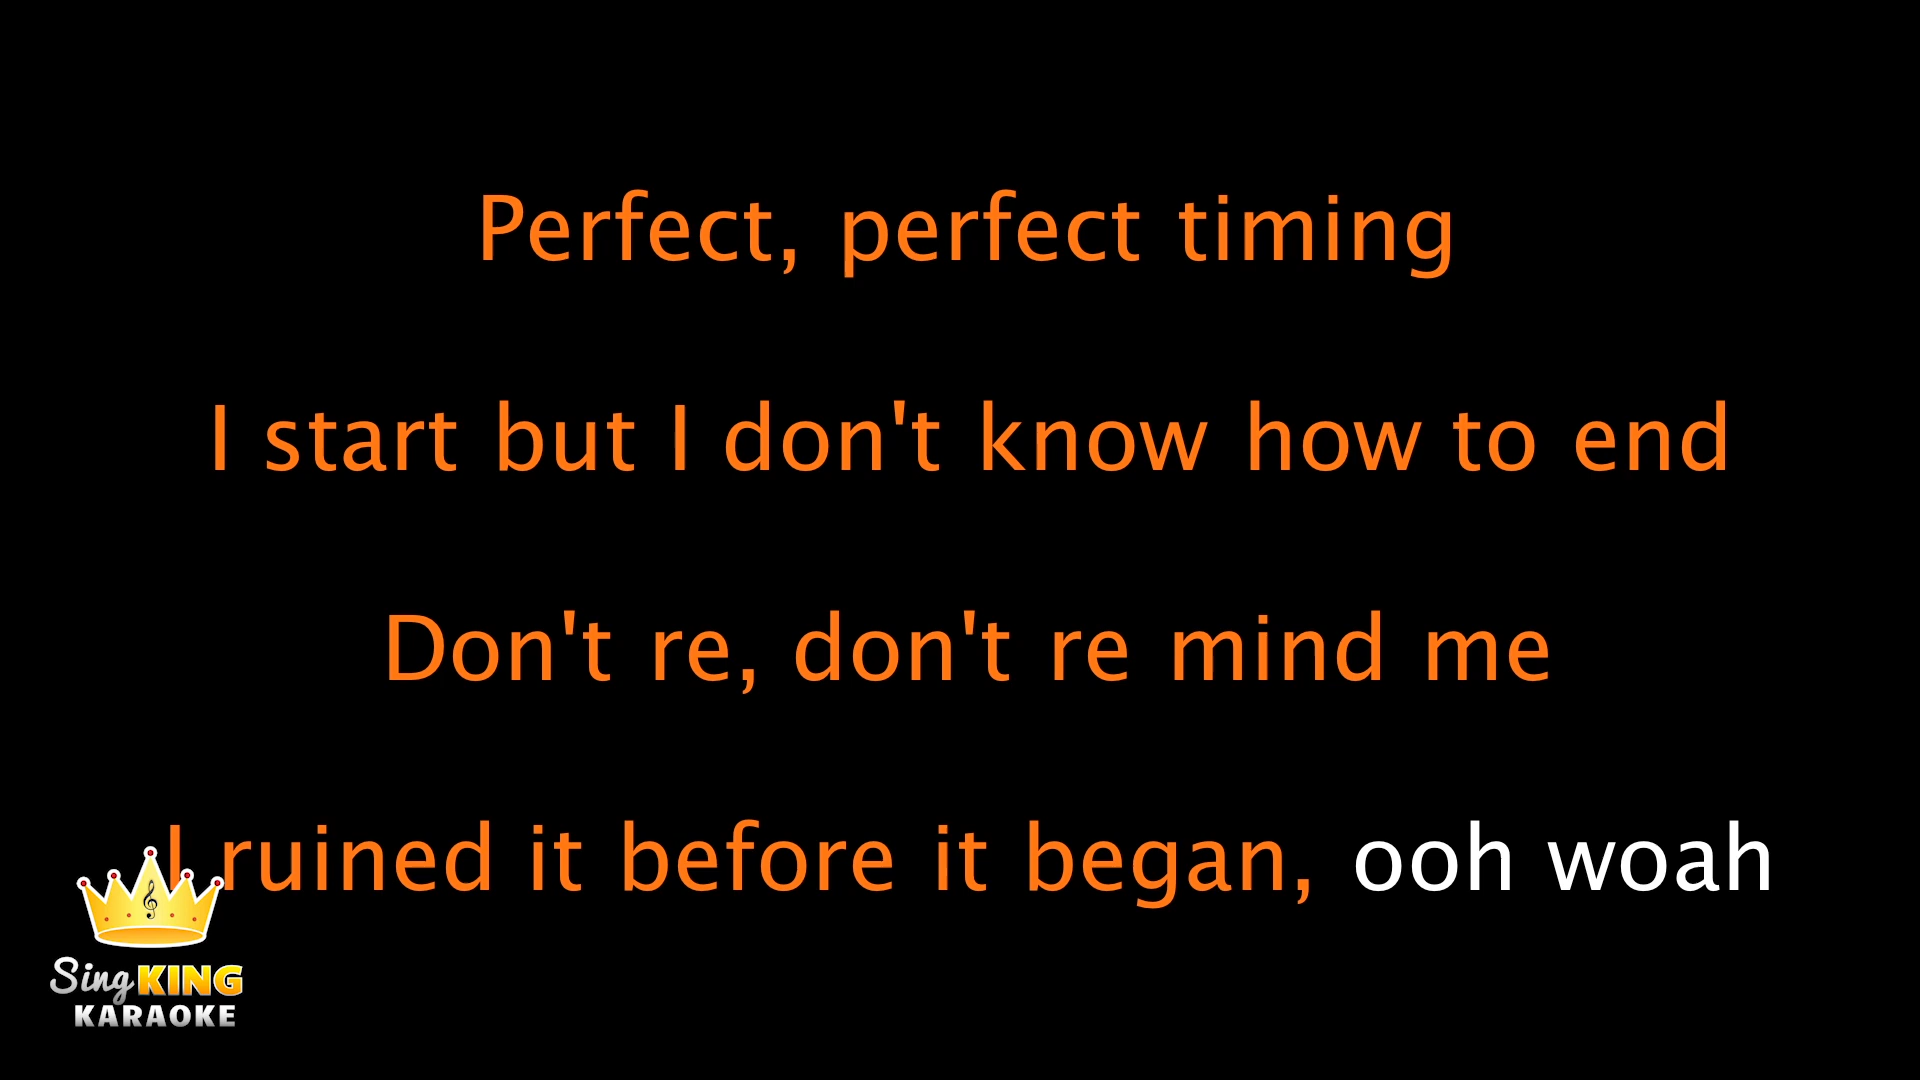 Perfect, perfect timing
I start but I don't know how to end
Don't re, don't re mind me
I ruined it before it began, ooh woah
Sing KING
KARAOKE